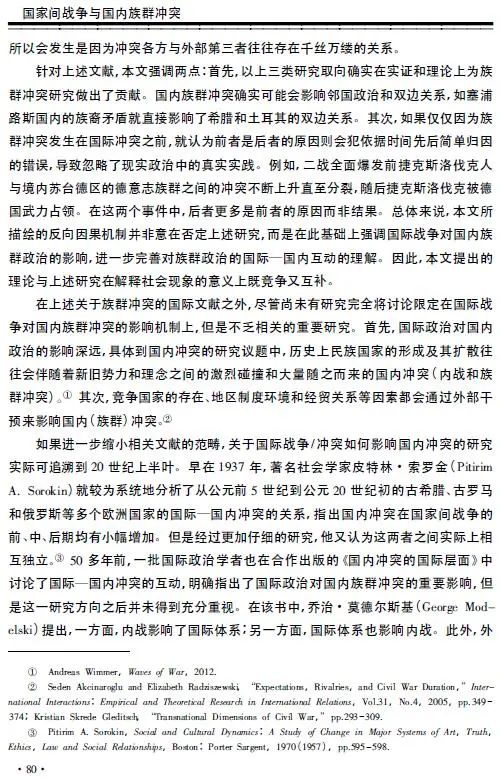 国家间战争与国内族群冲突
所以会发生是因为冲突各方与外部第三者往往存在千丝万缕的关系。
针对上述文献,本文强调两点:首先,以上三类研究取向确实在实证和理论上为族
群冲突研究做出了贡献。国内族群冲突确实可能会影响邻国政治和双边关系,如塞浦
路斯国内的族裔矛盾就直接影响了希腊和土耳其的双边关系。其次,如果仅仅因为族
群冲突发生在国际冲突之前,就认为前者是后者的原因则会犯依据时间先后简单归因
的错误,导致忽略了现实政治中的真实实践。例如,二战全面爆发前捷克斯洛伐克人
与境内苏台德区的德意志族群之间的冲突不断上升直至分裂,随后捷克斯洛伐克被德
国武力占领。在这两个事件中,后者更多是前者的原因而非结果。总体来说,本文所
描绘的反向因果机制并非意在否定上述研究,而是在此基础上强调国际战争对国内族
群政治的影响,进一步完善对族群政治的国际—国内互动的理解。因此,本文提出的
理论与上述研究在解释社会现象的意义上既竞争又互补。
在上述关于族群冲突的国际文献之外,尽管尚未有研究完全将讨论限定在国际战
争对国内族群冲突的影响机制上,但是不乏相关的重要研究。首先,国际政治对国内
政治的影响深远,具体到国内冲突的研究议题中,历史上民族国家的形成及其扩散往
往会伴随着新旧势力和理念之间的激烈碰撞和大量随之而来的国内冲突(内战和族
群冲突)。① 其次,竞争国家的存在、地区制度环境和经贸关系等因素都会通过外部干
预来影响国内(族群)冲突。②
如果进一步缩小相关文献的范畴,关于国际战争/冲突如何影响国内冲突的研究
实际可追溯到 20 世纪上半叶。早在 1937 年,著名社会学家皮特林·索罗金(Pitirim
A. Sorokin)就较为系统地分析了从公元前 5 世纪到公元 20 世纪初的古希腊、古罗马
和俄罗斯等多个欧洲国家的国际—国内冲突的关系,指出国内冲突在国家间战争的
前、中、后期均有小幅增加。但是经过更加仔细的研究,他又认为这两者之间实际上相
互独立。③ 50 多年前,一批国际政治学者也在合作出版的《国内冲突的国际层面》中
讨论了国际—国内冲突的互动,明确指出了国际政治对国内族群冲突的重要影响,但
是这一研究方向之后并未得到充分重视。在该书中,乔治·莫德尔斯基(George Mod-
elski)提出,一方面,内战影响了国际体系;另一方面,国际体系也影响内战。此外,外
① Andreas Wimmer, Waves of War, 2012.
② Seden Akcinaroglu and Elizabeth Radziszewski, “Expectations, Rivalries, and Civil War Duration,” Inter-
national Interactions: Empirical and Theoretical Research in International Relations, Vol.31, No.4, 2005, pp.349-
374; Kristian Skrede Gleditsch, “Transnational Dimensions of Civil War,” pp.293-309.
③ Pitirim A. Sorokin, Social and Cultural Dynamics: A Study of Change in Major Systems of Art, Truth,
Ethics, Law and Social Relationships, Boston: Porter Sargent, 1970(1957), pp.595-598.
·80·